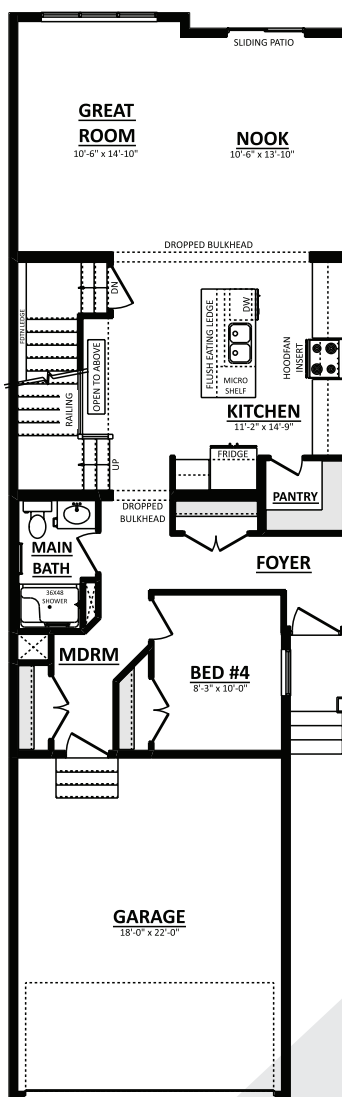 SLIDING PATIO
GREAT
ROOM
10'-6" x 14'-10"
NOOK
10'-6" x 13'-10"
DROPPED BULKHEAD
DN
FDTN LEDGE
RAILING
OPEN TO ABOVE
UP
FLUSH EATING LEDGE
DW
MICRO
SHELF
HOODFAN
INSERT
KITCHEN
11'-2" x 14'-9"
FRIDGE
PANTRY
DROPPED
BULKHEAD
MAIN
BATH
36X48
SHOWER
FOYER
MDRM
BED #4
8'-3" x 10'-0"
GARAGE
18'-0" x 22'-0"